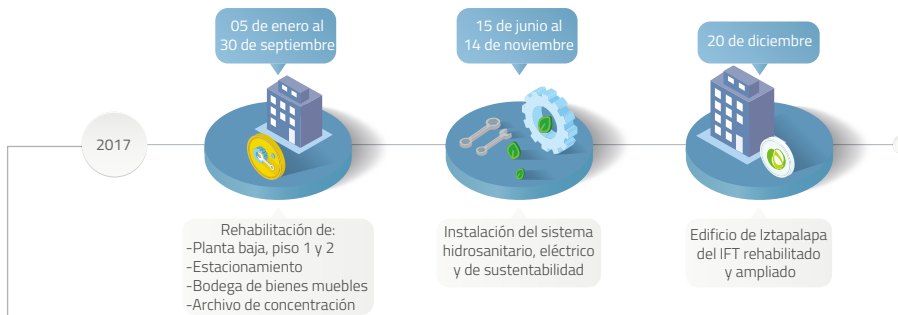 2017
05 de enero al
30 de septiembre
Rehabilitación de:
-Planta baja, piso 1 y 2
-Estacionamiento
-Bodega de bienes muebles
-Archivo de concentración
15 de junio al
14 de noviembre
Instalación del sistema
hidrosanitario, eléctrico
y de sustentabilidad
20 de diciembre
Edificio de Iztapalapa
del IFT rehabilitado
y ampliado